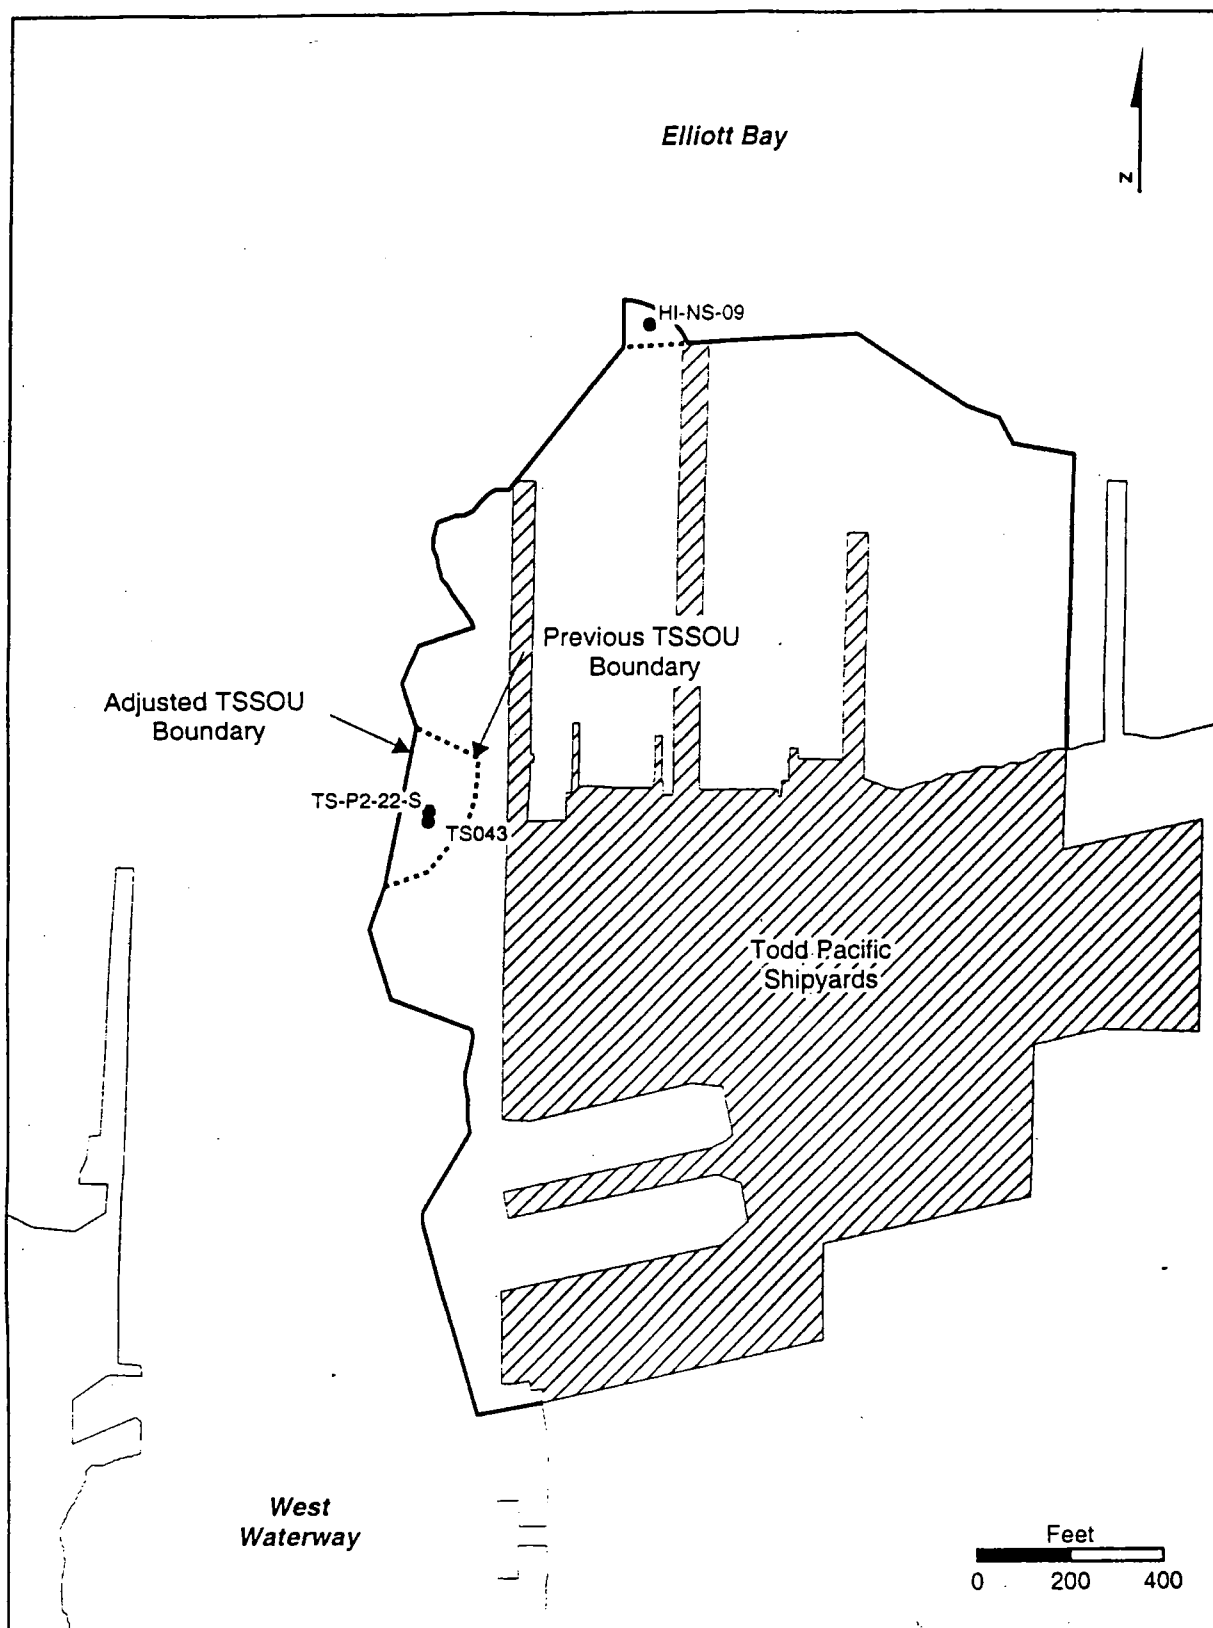 Elliott Bay
N
HI-NS-09
Previous TSSOU
Boundary
Adjusted TSSOU
Boundary
TS-P2-22-S
TS043
Todd Pacific
Shipyards
West
Waterway
Feet
0 200 400